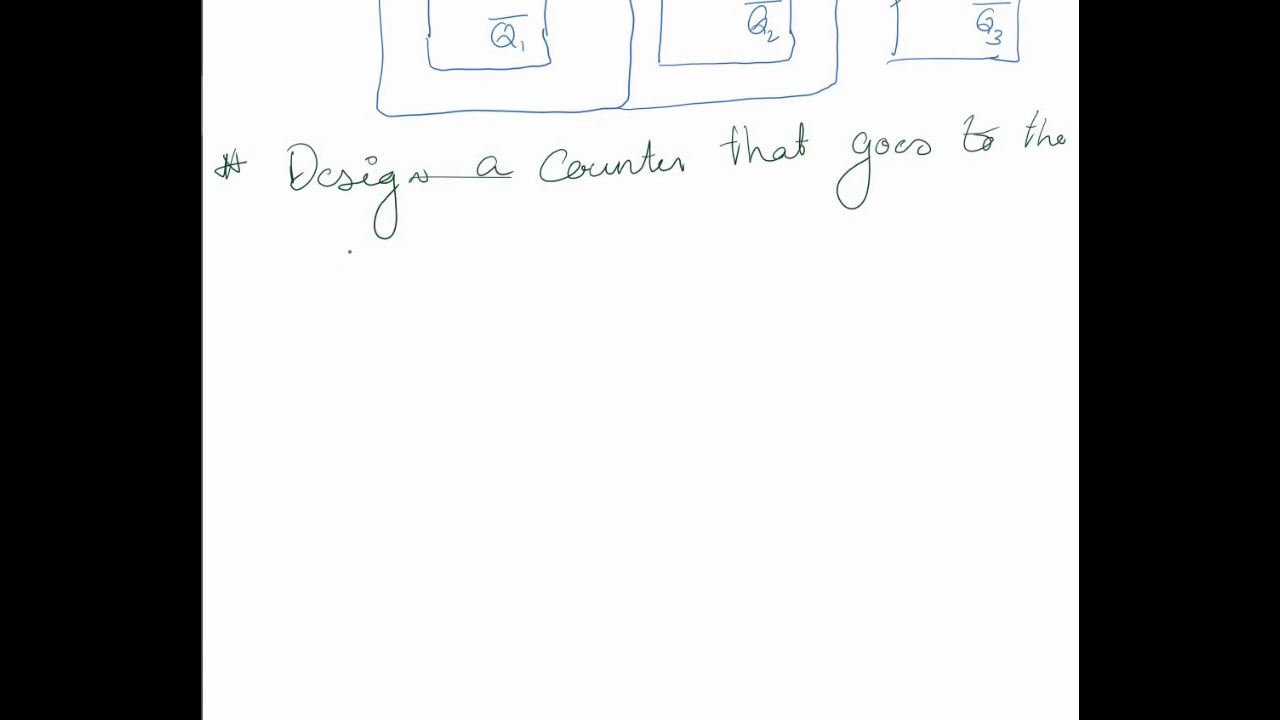 Q̅₁ Q̅₂ Q̅₃
# Design a Counter that goes to the